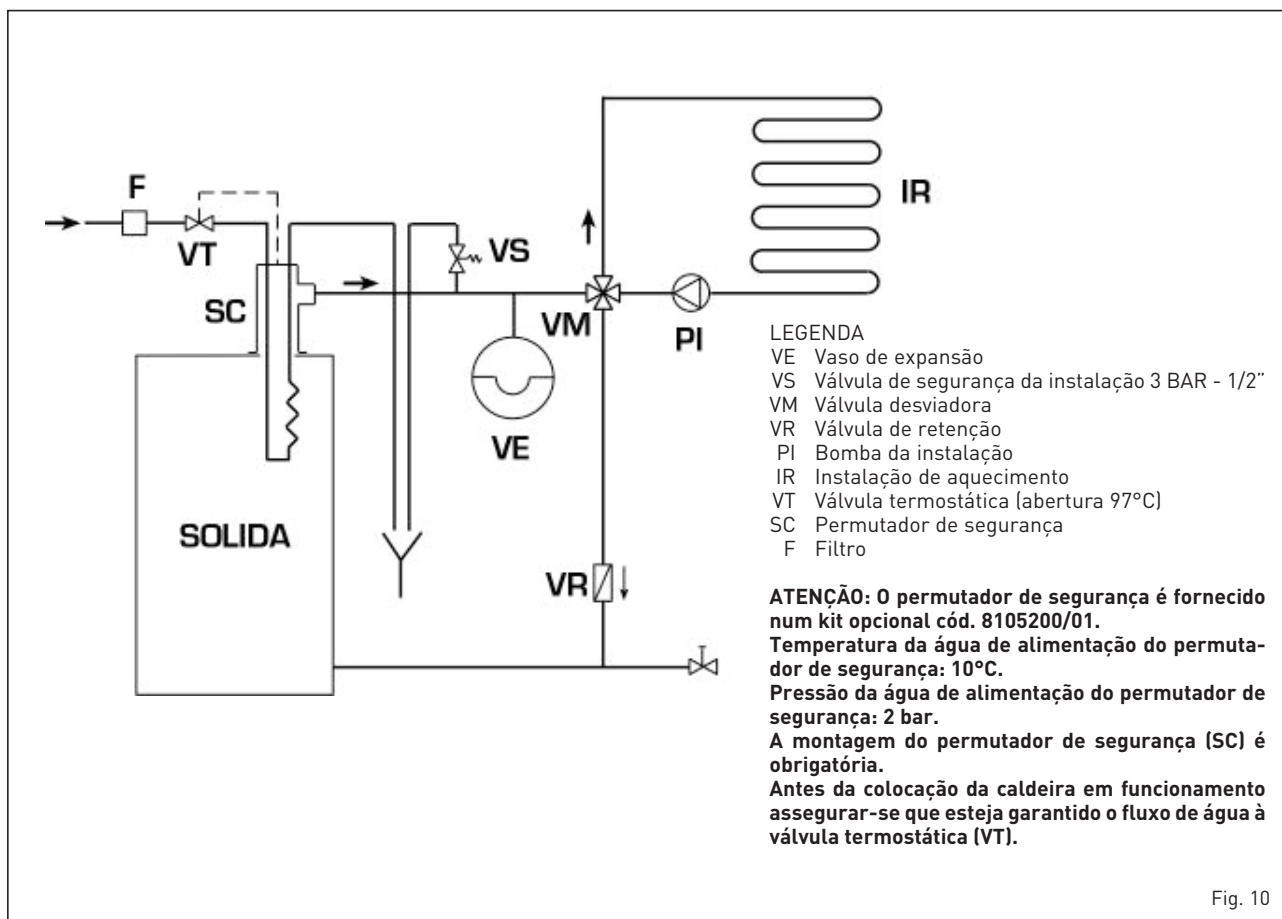 F
VT
SC
VS
VM
PI
IR
VE
SOLIDA
VR
LEGENDA
VE Vaso de expansão
VS Válvula de segurança da instalação 3 BAR - 1/2”
VM Válvula desviadora
VR Válvula de retenção
PI Bomba da instalação
IR Instalação de aquecimento
VT Válvula termostática (abertura 97°C)
SC Permutador de segurança
F Filtro
ATENÇÃO: O permutador de segurança é fornecido
num kit opcional cód. 8105200/01.
Temperatura da água de alimentação do permuta-
dor de segurança: 10°C.
Pressão da água de alimentação do permutador de
segurança: 2 bar.
A montagem do permutador de segurança (SC) é
obrigatória.
Antes da colocação da caldeira em funcionamento
assegurar-se que esteja garantido o fluxo de água à
válvula termostática (VT).
Fig. 10